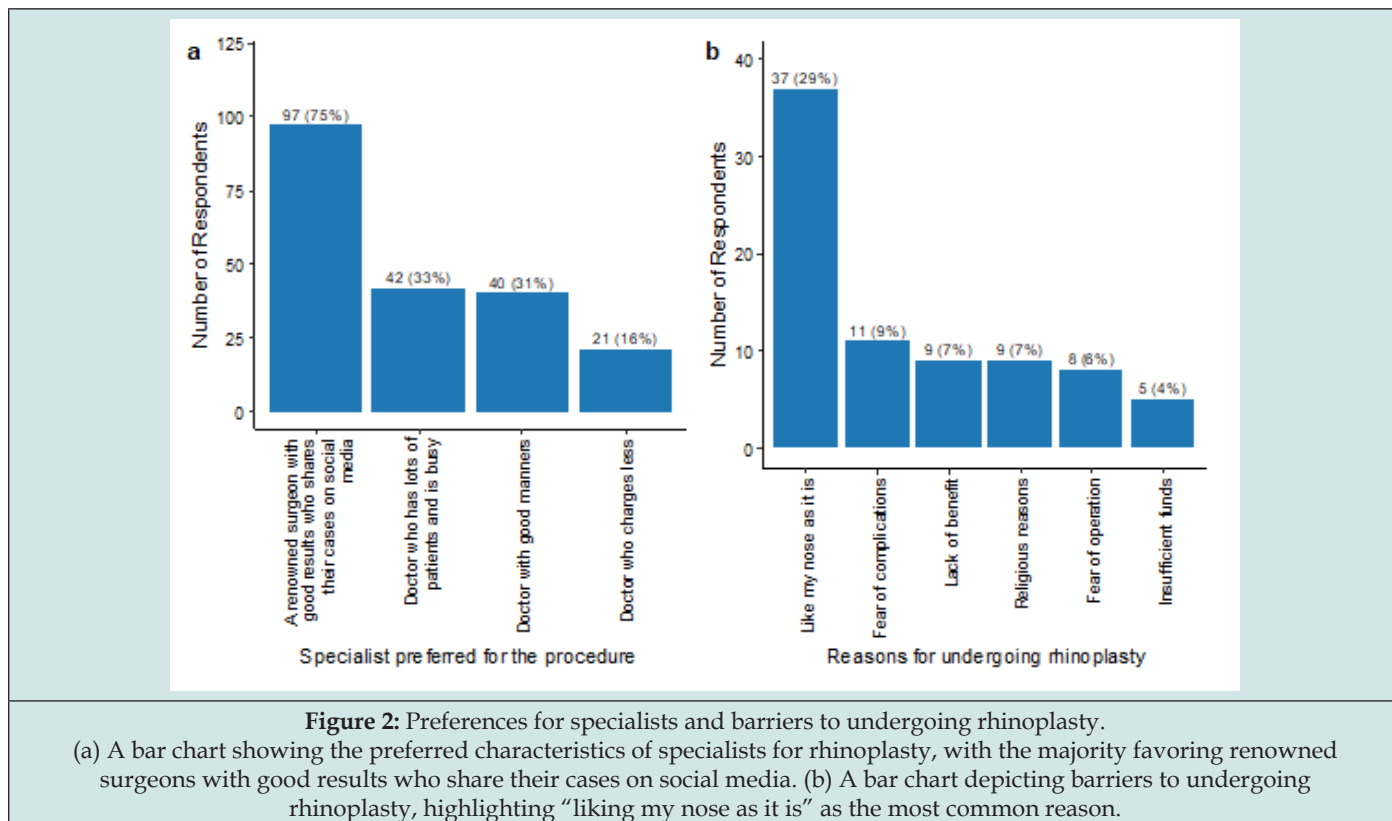 a
125
100
75
50
25
0
Number of Respondents
97 (75%)
42 (33%)
40 (31%)
21 (16%)
A renowned surgeon with
good results who shares
their cases on social
media
Doctor who has lots of
patients and is busy
Doctor with good manners
Doctor who charges less
Specialist preferred for the procedure
b
40
30
20
10
0
Number of Respondents
37 (29%)
11 (9%)
9 (7%)
9 (7%)
8 (6%)
5 (4%)
Like my nose as it is
Fear of complications
Lack of benefit
Religious reasons
Fear of operation
Insufficient funds
Reasons for undergoing rhinoplasty
Figure 2: Preferences for specialists and barriers to undergoing rhinoplasty.
(a) A bar chart showing the preferred characteristics of specialists for rhinoplasty, with the majority favoring renowned
surgeons with good results who share their cases on social media. (b) A bar chart depicting barriers to undergoing
rhinoplasty, highlighting “liking my nose as it is” as the most common reason.